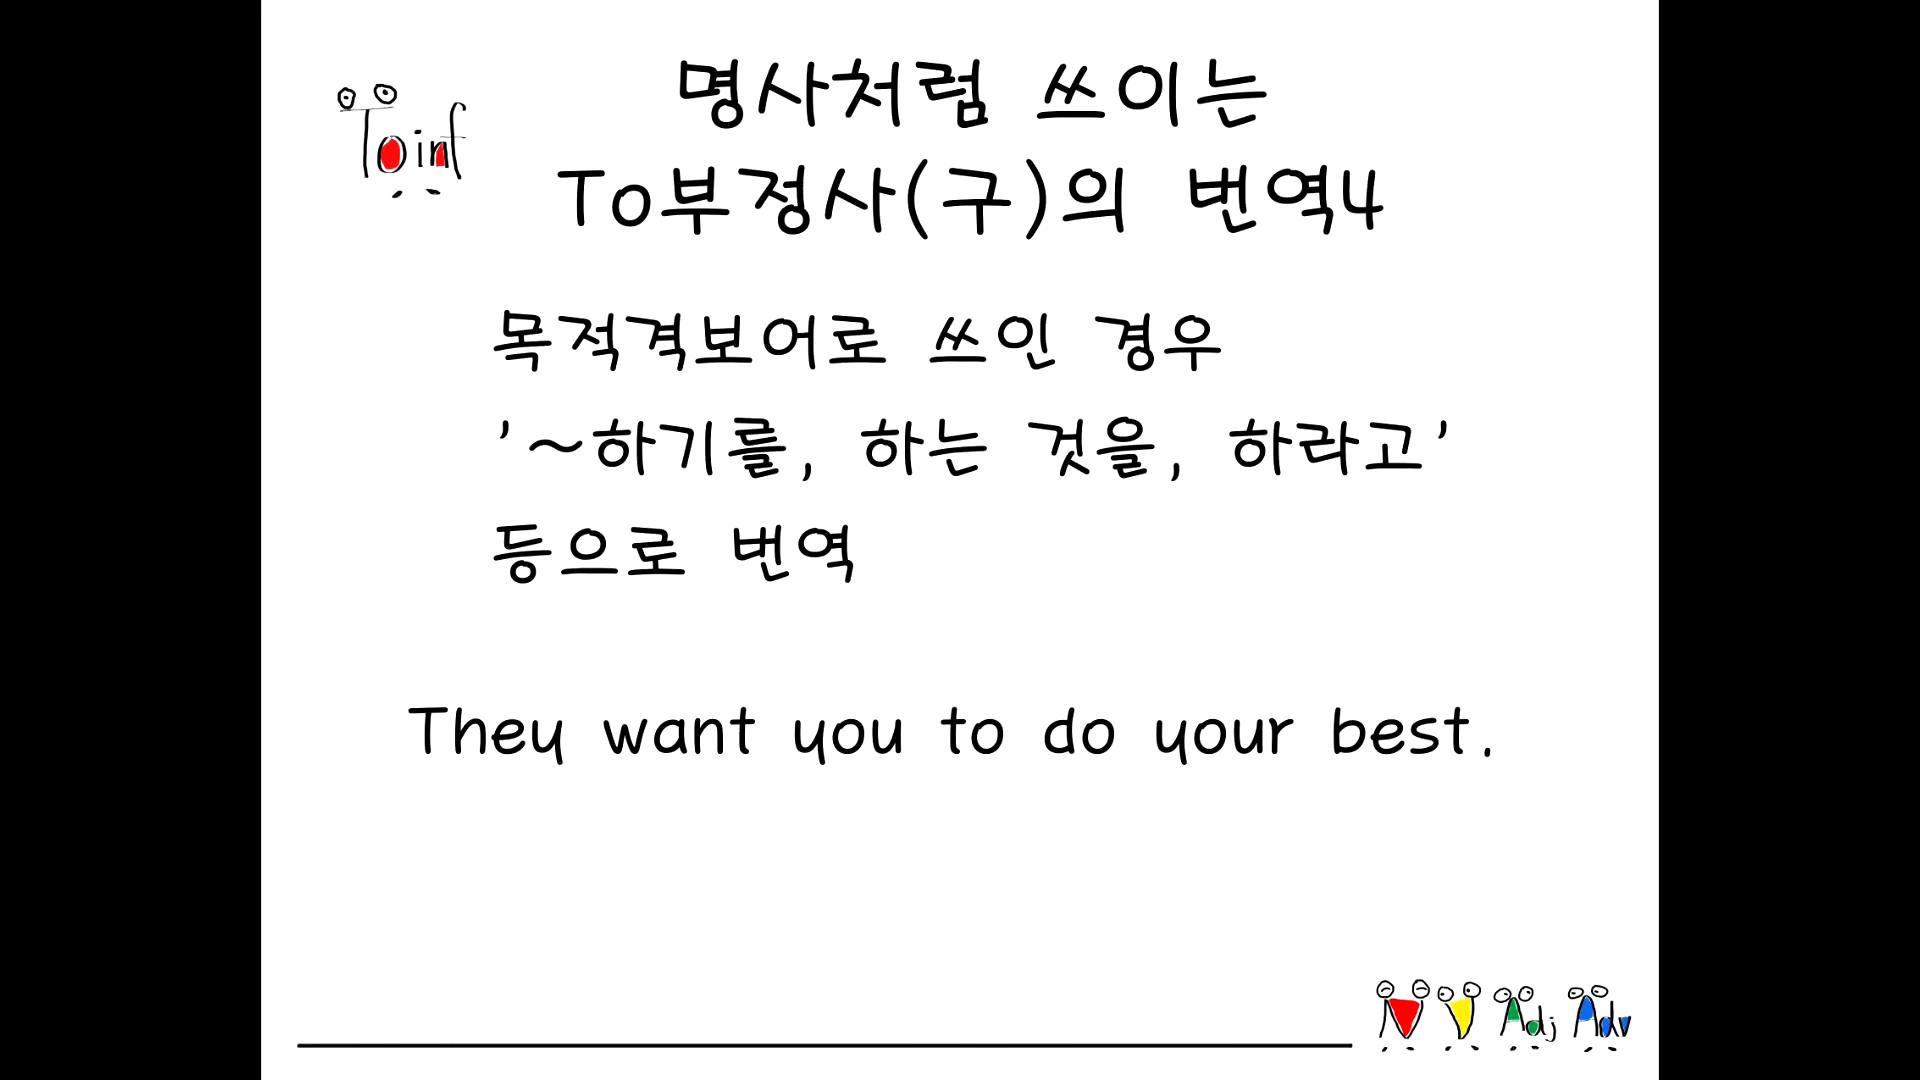 To inf
명사처럼 쓰이는
To부정사(구)의 번역4
목적격보어로 쓰인 경우
'~하기를, 하는 것을, 하라고'
등으로 번역
They want you to do your best.
N V Adj Adv